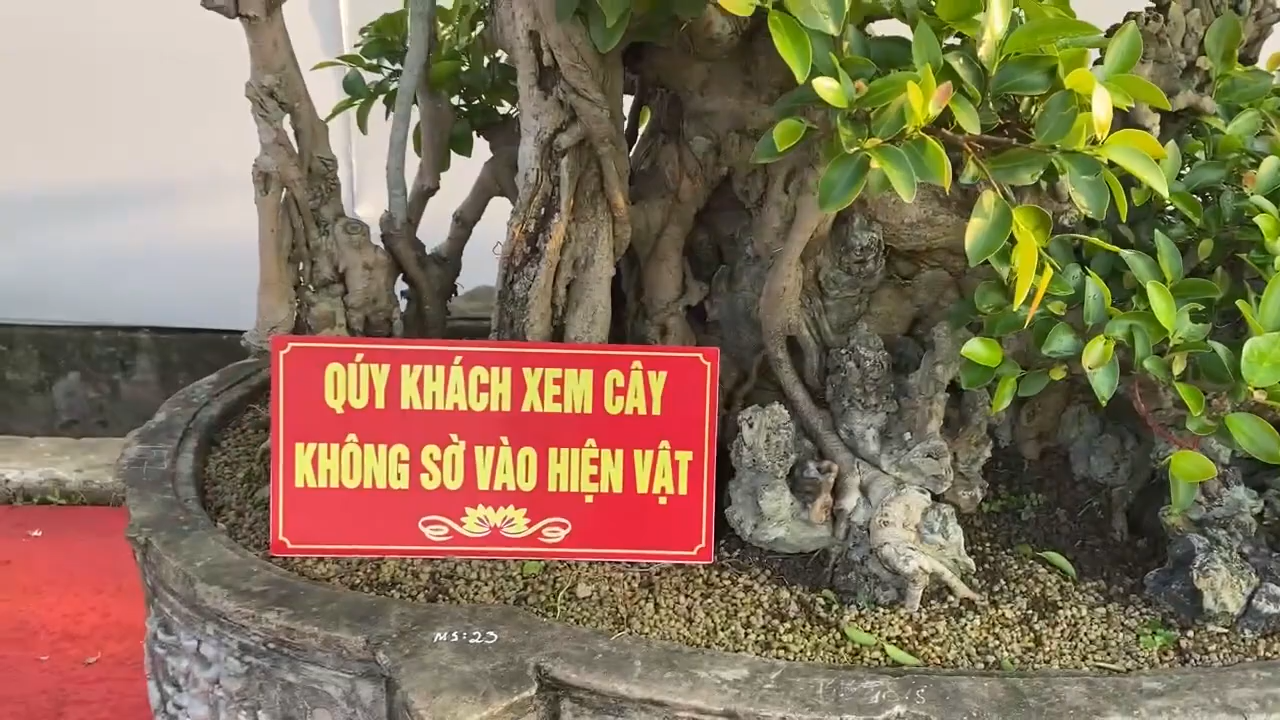 QÚY KHÁCH XEM CÂY
KHÔNG SỜ VÀO HIỆN VẬT
MS:23